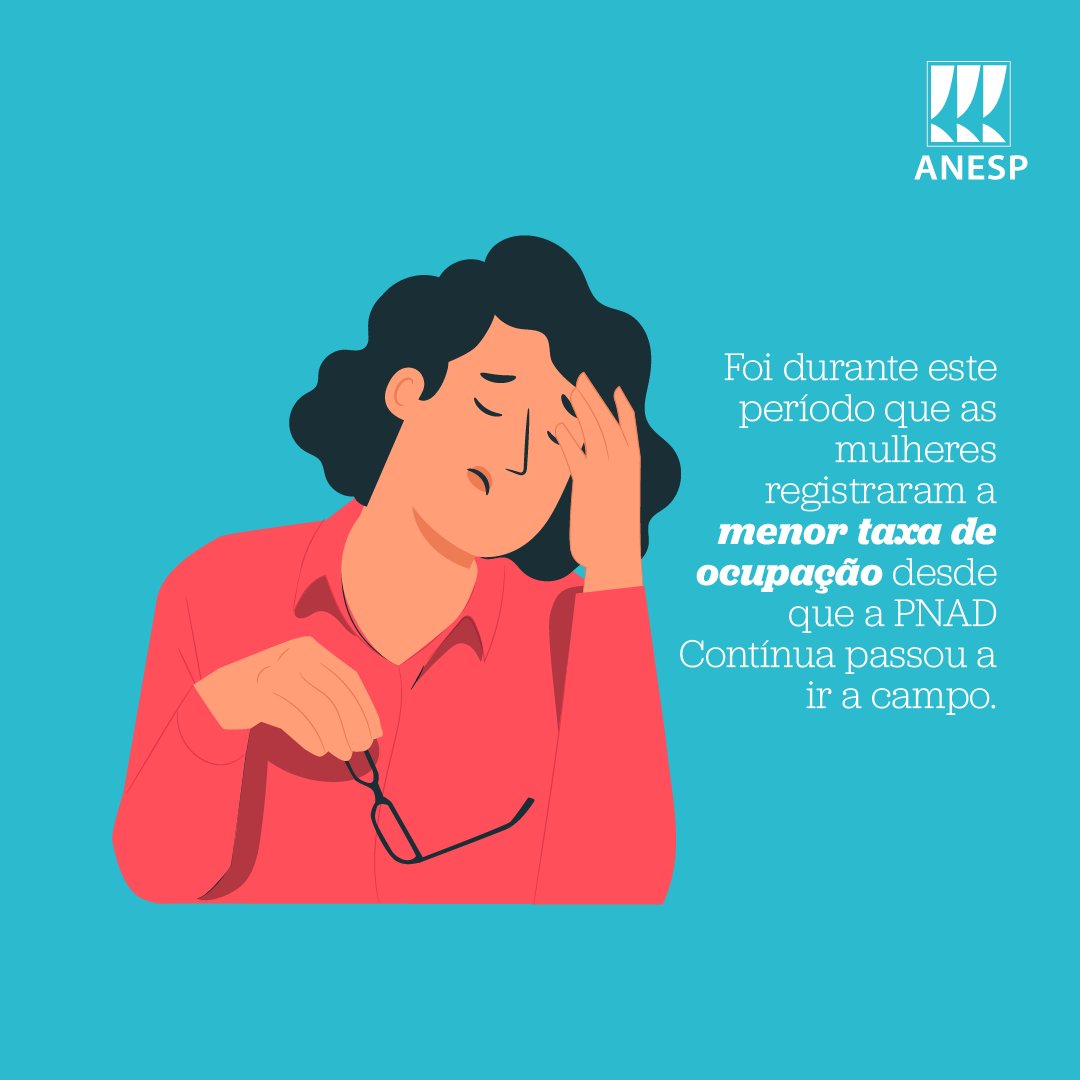 ANESP
Foi durante este
período que as
mulheres
registraram a
menor taxa de
ocupação desde
que a PNAD
Contínua passou a
ir a campo.